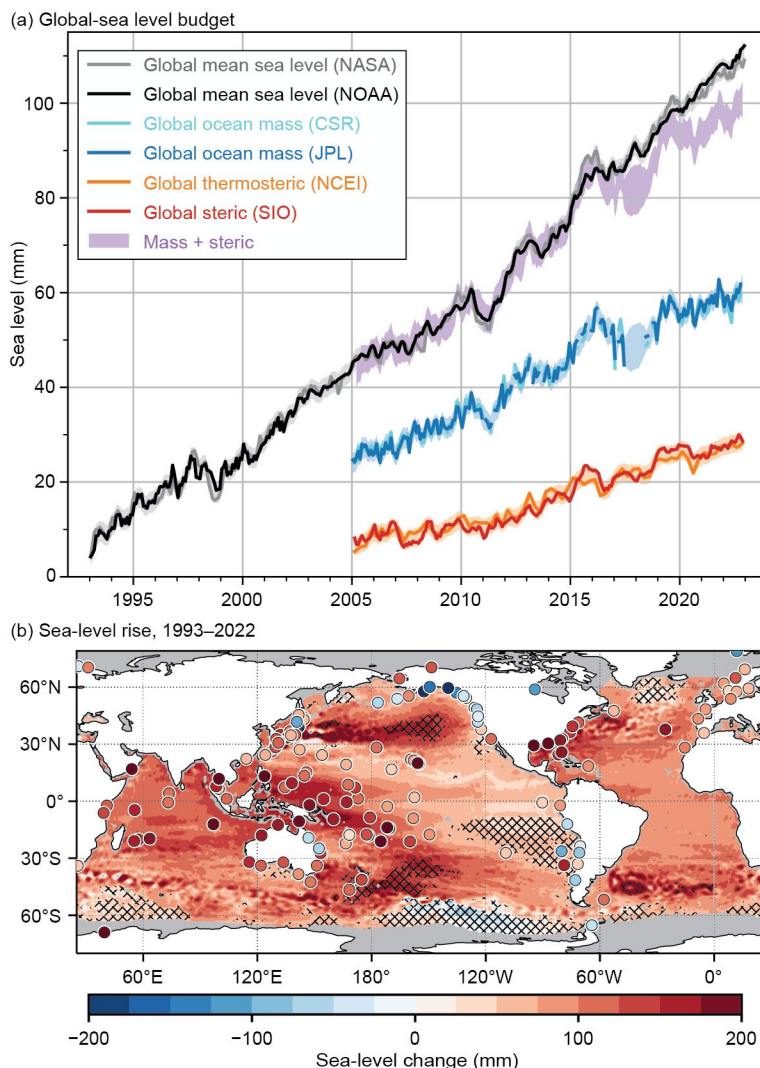 (a) Global-sea level budget
Global mean sea level (NASA)
Global mean sea level (NOAA)
Global ocean mass (CSR)
Global ocean mass (JPL)
Global thermosteric (NCEI)
Global steric (SIO)
Mass + steric
Sea level (mm)
100
80
60
40
20
0
1995 2000 2005 2010 2015 2020
(b) Sea-level rise, 1993–2022
60°N
30°N
0°
30°S
60°S
60°E 120°E 180° 120°W 60°W 0°
−200 −100 0 100 200
Sea-level change (mm)